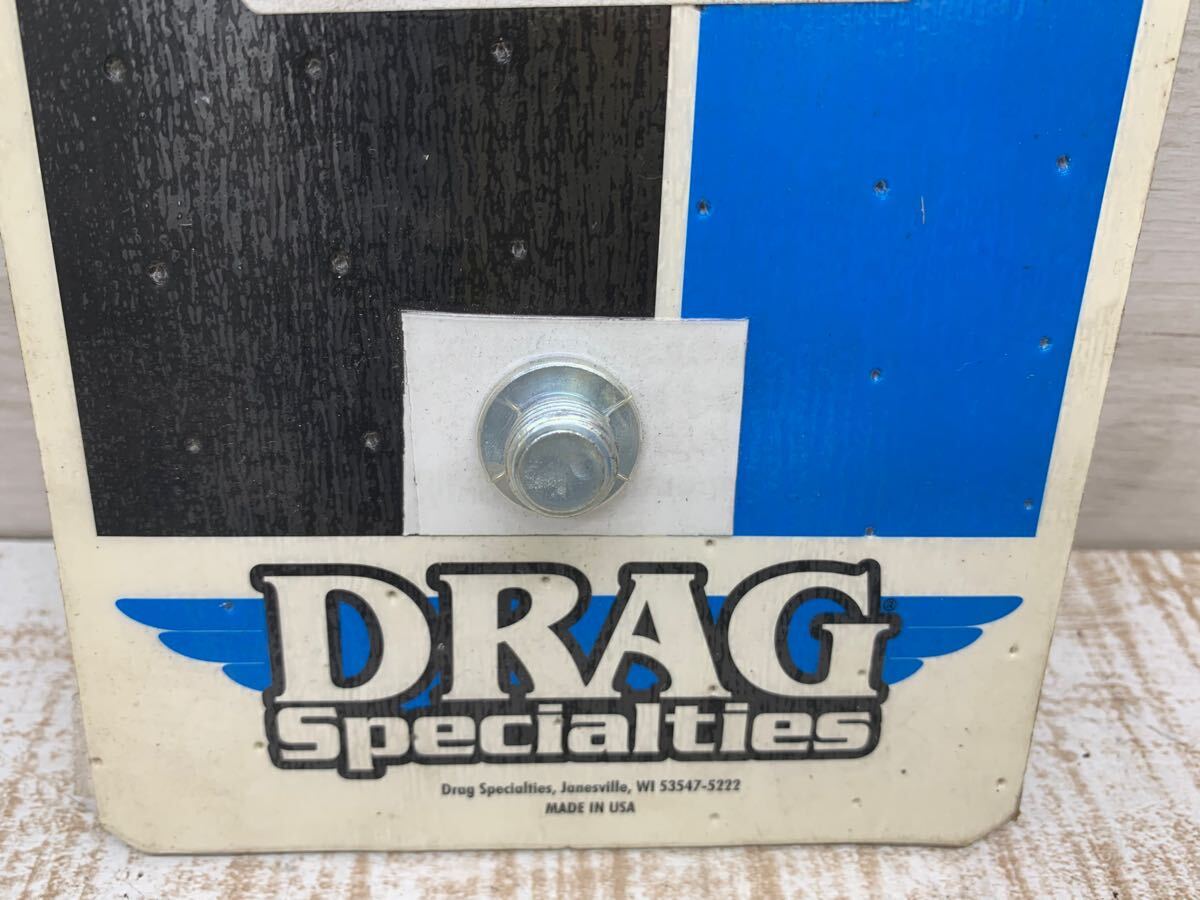 DRAG®
Specialties
Drag Specialties, Janesville, WI 53547-5222
MADE IN USA